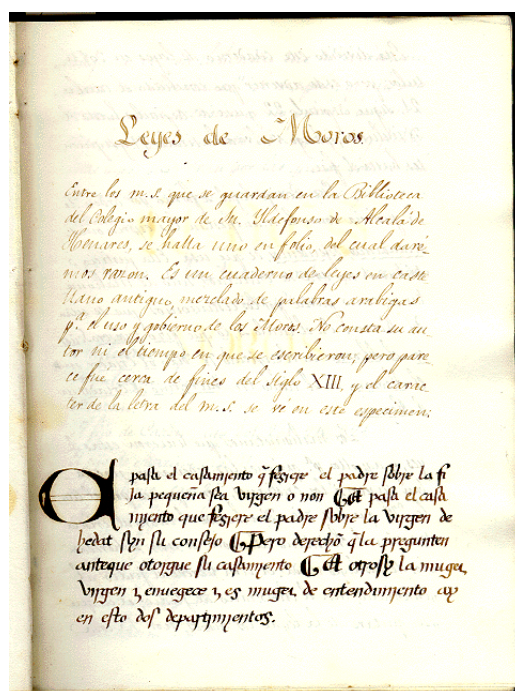 Leyes de Moros.
Entre los m.s. que se guardan en la Biblioteca
del Colegio mayor de Sn. Ildefonso de Alcalá de
Henares, se halla uno en folio, del cual daré-
mos razon. Es un cuaderno de leyes en caste
llano antiguo, mezclado de palabras arabigas
pa. el uso y gobierno de los Moros. No consta su au-
tor ni el tiempo en que se escribieron, pero pare
ce fue cerca de fines del siglo XIII, y el carac-
ter de la letra del m.s. se vé en este especimen:
pasa el casamiento q̃ fesiere el padre sobre la fi
ja pequeña sea virgen o non Et pasa el casa
miento que fesiere el padre sobre la virgen de
hedat syn su consejo Pero derecho q̃ la pregunten
ante que otorgue su casamyento Et otrosy la muger
virgen z enuegece z es muger de entendimiento ay
en esto dos departymientos.